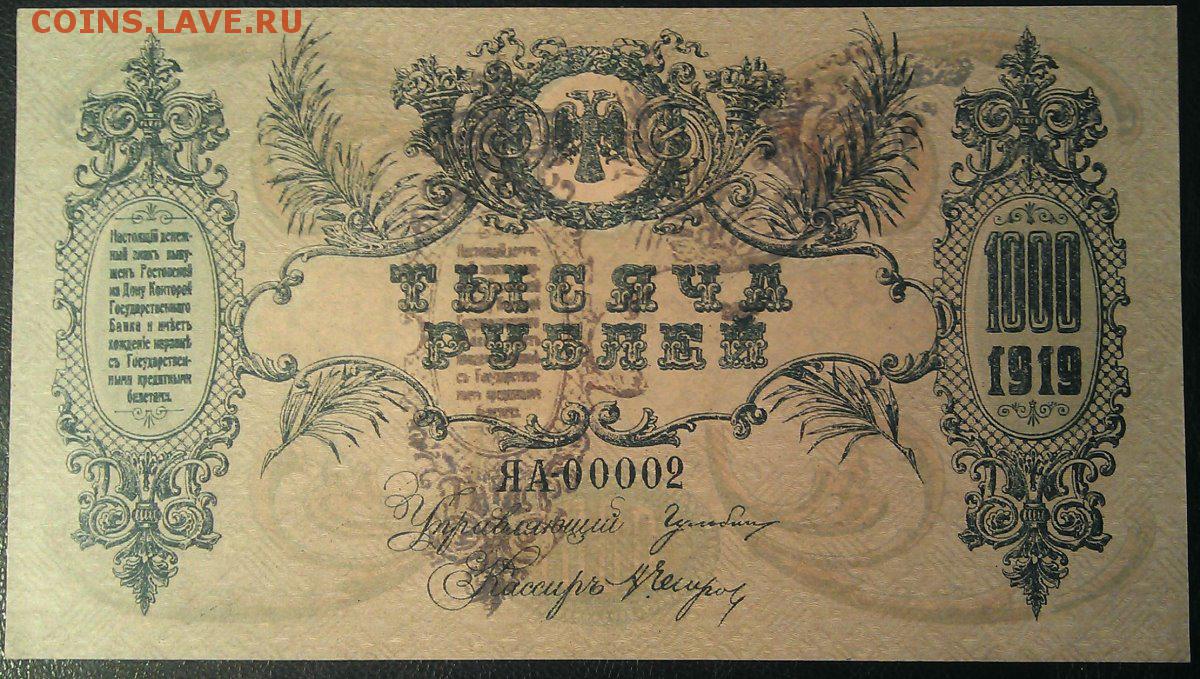 COINS.LAVE.RU
Настоящій денеж-
ный знакъ выпу-
щенъ Ростовской
на Дону Конторой
Государственнаго
Банка и имѣетъ
хожденіе наравнѣ
съ Государствен-
ными кредитными
билетами.
ТЫСЯЧА
РУБЛЕЙ
1000
1919
ЯА-00002
Управляющій
Кассиръ